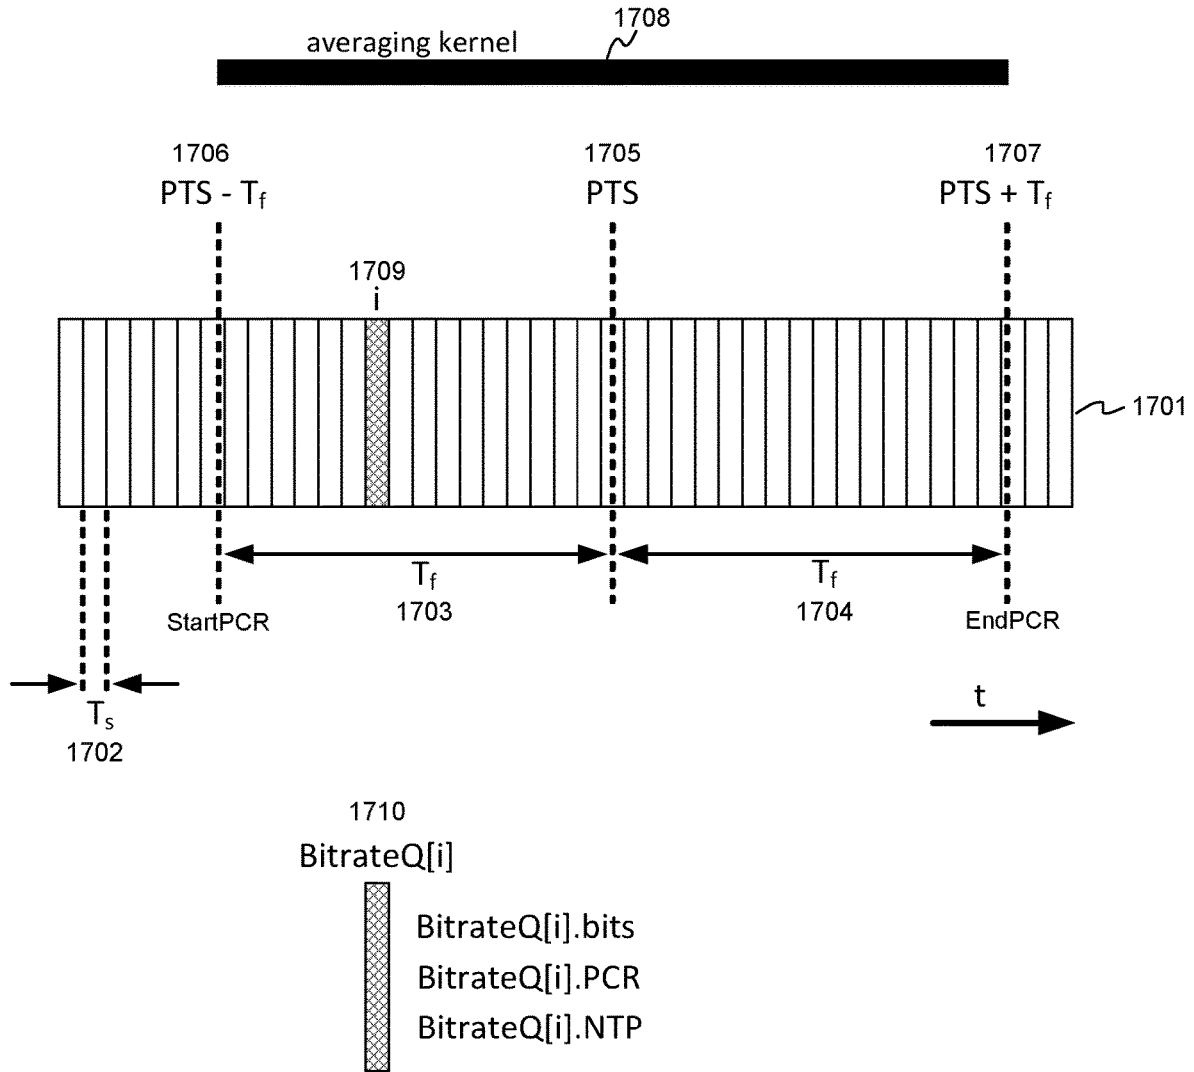 1708
averaging kernel
1706 1705 1707
PTS - Tf PTS PTS + Tf
1709
i
1701
Tf Tf
1703 1704
StartPCR EndPCR
Ts t
1702
1710
BitrateQ[i]
BitrateQ[i].bits
BitrateQ[i].PCR
BitrateQ[i].NTP